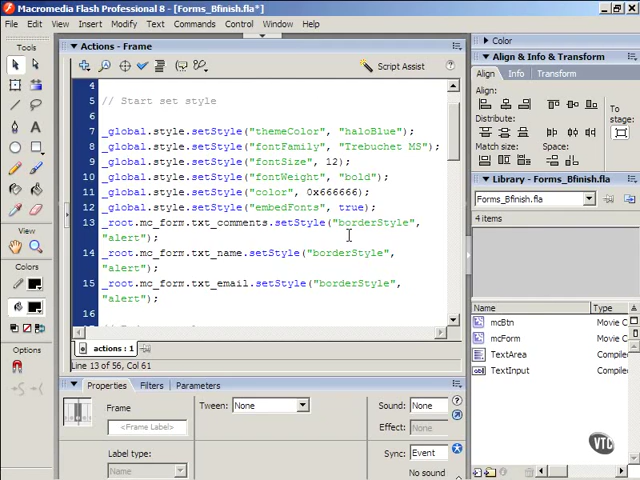 Macromedia Flash Professional 8 - [Forms_Bfinish.fla*]
File Edit View Insert Modify Text Commands Control Window Help
Tools
View
Colors
Options
Actions - Frame
Script Assist
4
5 // Start set style
6
7 _global.style.setStyle("themeColor", "haloBlue");
8 _global.style.setStyle("fontFamily", "Trebuchet MS");
9 _global.style.setStyle("fontSize", 12);
10 _global.style.setStyle("fontWeight", "bold");
11 _global.style.setStyle("color", 0x666666);
12 _global.style.setStyle("embedFonts", true);
13 _root.mc_form.txt_comments.setStyle("borderStyle",
"alert");
14 _root.mc_form.txt_name.setStyle("borderStyle",
"alert");
15 _root.mc_form.txt_email.setStyle("borderStyle",
"alert");
16
actions : 1
Line 13 of 56, Col 61
Properties Filters Parameters
Frame
<Frame Label>
Label type:
Name
Tween: None
Sound: None
Effect:
Sync: Event
No sound
Color
Align & Info & Transform
Align Info Transform
Align:
Distribute:
Match size:
Space:
To stage:
Library - Forms_Bfinish.fla
Forms_Bfinish.fla
4 items
Name Type
mcBtn Movie C
mcForm Movie C
TextArea Compile
TextInput Compile
VTC